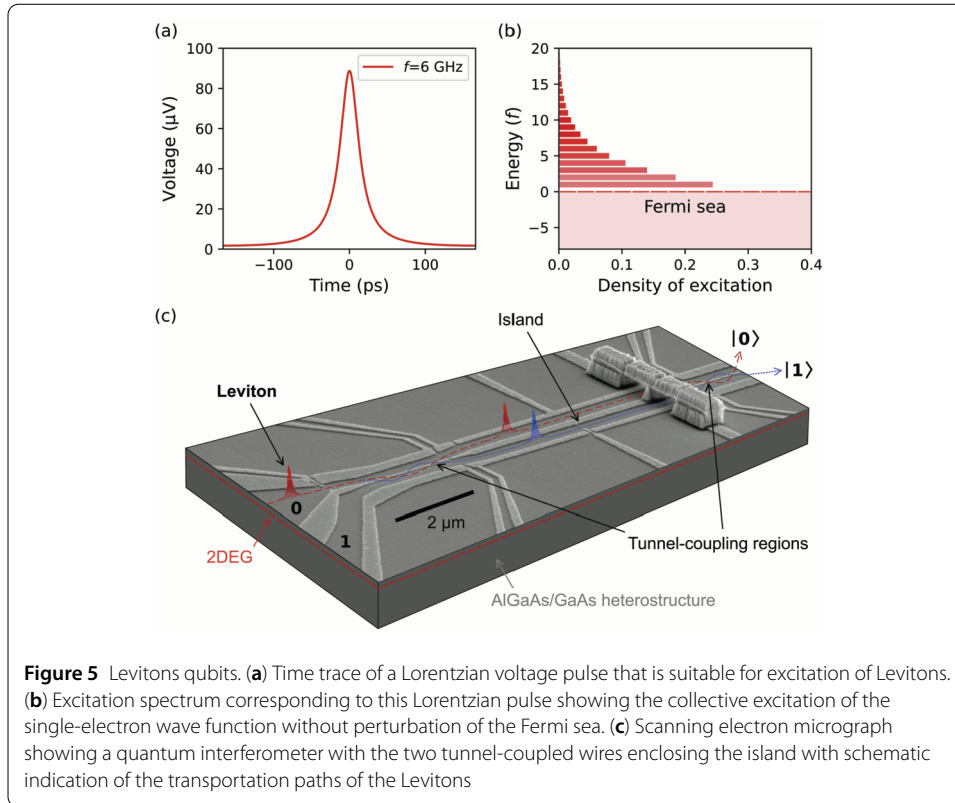 (a)
100
80
60
40
20
0
Voltage (μV)
f=6 GHz
−100
0
100
Time (ps)
(b)
20
15
10
5
0
−5
Energy (f)
Fermi sea
0.0
0.1
0.2
0.3
0.4
Density of excitation
(c)
Island
|0⟩
|1⟩
Leviton
0
1
2 μm
2DEG
Tunnel-coupling regions
AlGaAs/GaAs heterostructure
Figure 5 Levitons qubits. (a) Time trace of a Lorentzian voltage pulse that is suitable for excitation of Levitons.
(b) Excitation spectrum corresponding to this Lorentzian pulse showing the collective excitation of the
single-electron wave function without perturbation of the Fermi sea. (c) Scanning electron micrograph
showing a quantum interferometer with the two tunnel-coupled wires enclosing the island with schematic
indication of the transportation paths of the Levitons